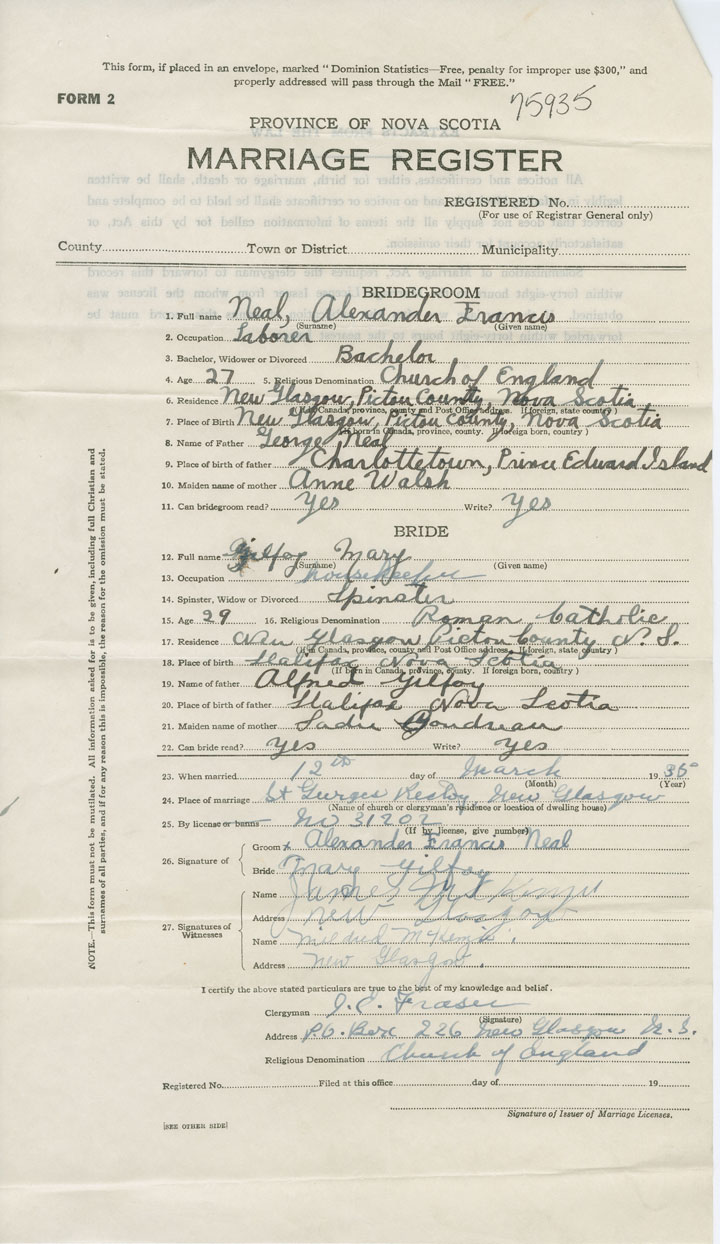 This form, if placed in an envelope, marked "Dominion Statistics—Free, penalty for improper use $300," and
properly addressed will pass through the Mail "FREE."
FORM 2
75935
PROVINCE OF NOVA SCOTIA
MARRIAGE REGISTER
REGISTERED No.
(For use of Registrar General only)
County Town or District Municipality
BRIDEGROOM
1. Full name Neal, Alexander Francis
(Surname) (Given name)
2. Occupation Laborer
3. Bachelor, Widower or Divorced Bachelor
4. Age 27 5. Religious Denomination Church of England
6. Residence New Glasgow, Pictou County, Nova Scotia
(If in Canada, province, county and Post Office address. If foreign, state county)
7. Place of Birth New Glasgow, Pictou County, Nova Scotia
(If born in Canada, province, county. If foreign born, country)
8. Name of Father George Neal
9. Place of birth of father Charlottetown, Prince Edward Island
10. Maiden name of mother Anne Walsh
11. Can bridegroom read? Yes Write? Yes
BRIDE
12. Full name Gilfoy Mary
(Surname) (Given name)
13. Occupation housekeeper
14. Spinster, Widow or Divorced Spinster
15. Age 29 16. Religious Denomination Roman Catholic
17. Residence New Glasgow Pictou County N. S.
(If in Canada, province, county and Post Office address. If foreign, state county)
18. Place of birth Halifax Nova Scotia
(If born in Canada, province, county. If foreign born, country)
19. Name of father Alfred Gilfoy
20. Place of birth of father Halifax Nova Scotia
21. Maiden name of mother Sadie Boudreau
22. Can bride read? Yes Write? Yes
23. When married 12th day of March 1935
(Month) (Year)
24. Place of marriage St Georges Rectory New Glasgow
(Name of church or clergyman's residence or location of dwelling house)
25. By license or banns No 31202
(If by license, give number)
26. Signature of
Groom x Alexander Francis Neal
Bride Mary Gilfoy
27. Signatures of Witnesses
Name James
Address New Glasgow
Name Mildred McKenzie.
Address New Glasgow.
I certify the above stated particulars are true to the best of my knowledge and belief.
Clergyman Fraser
(Signature)
Address P.O. Box 226 New Glasgow N. S.
Religious Denomination Church of England
Registered No. Filed at this office day of 19
Signature of Issuer of Marriage Licenses.
[SEE OTHER SIDE]
NOTE.—This form must not be mutilated. All information asked for is to be given, including full Christian and
surnames of all parties, and if for any reason this is impossible, the reason for the omission must be stated.